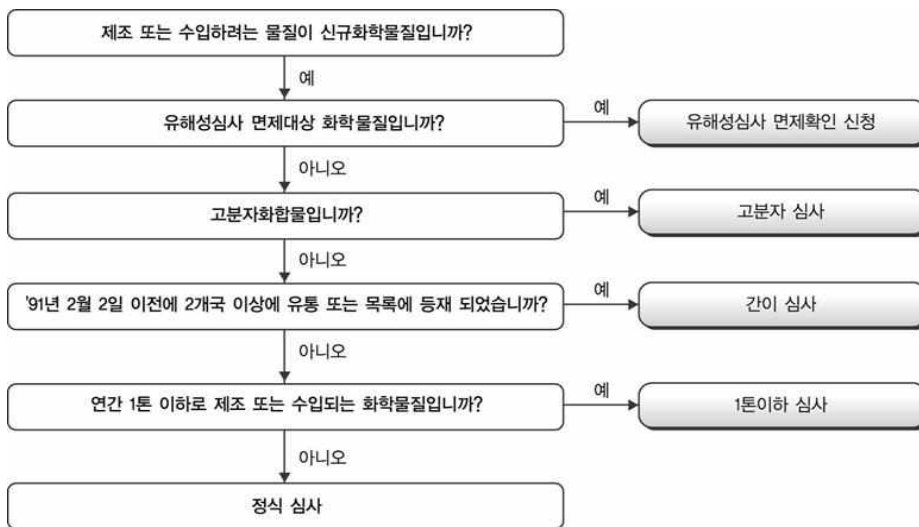 제조 또는 수입하려는 물질이 신규화학물질입니까?
예
유해성심사 면제대상 화학물질입니까?
예
유해성심사 면제확인 신청
아니오
고분자화합물입니까?
예
고분자 심사
아니오
'91년 2월 2일 이전에 2개국 이상에 유통 또는 목록에 등재 되었습니까?
예
간이 심사
아니오
연간 1톤 이하로 제조 또는 수입되는 화학물질입니까?
예
1톤이하 심사
아니오
정식 심사